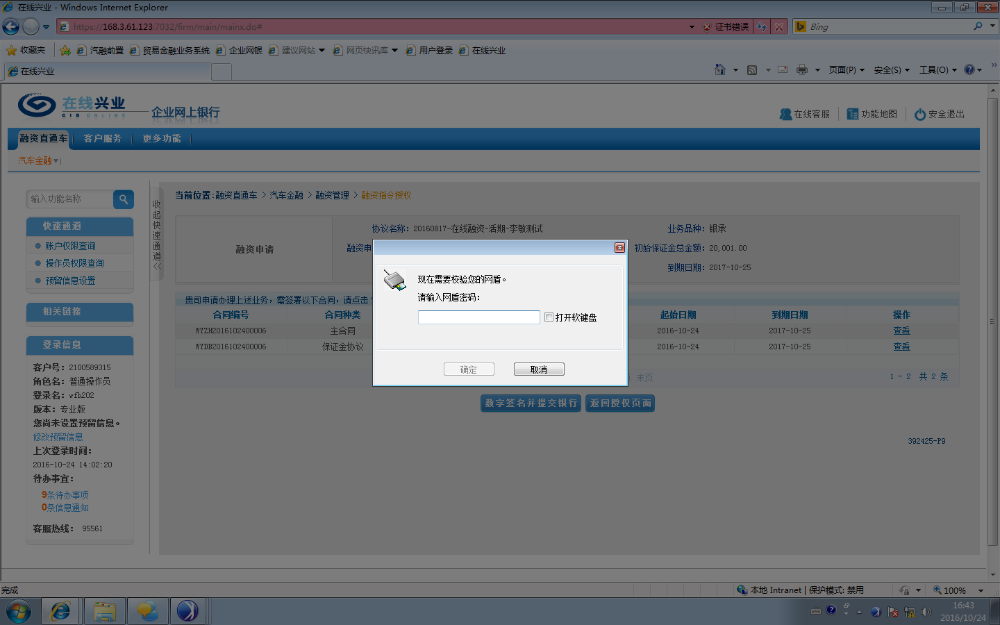 在线兴业 - Windows Internet Explorer
https://168.3.61.123:7032/firm/main/mainx.do#
证书错误
Bing
收藏夹 汽融前置 贸易金融业务系统 企业网银 建议网站 网页快讯库 用户登录 在线兴业
在线兴业
页面(P) 安全(S) 工具(O)
在线兴业
CIB ONLINE
企业网上银行
在线客服 功能地图 安全退出
融资直通车 客户服务 更多功能
汽车金融
输入功能名称
快速通道
账户权限查询
操作员权限查询
预留信息设置
相关链接
登录信息
客户号：2100589315
角色名：普通操作员
登录名：wfh202
版本：专业版
您尚未设置预留信息。
修改预留信息
上次登录时间：
2016-10-24 14:02:20
待办事宜：
9条待办事项
0条信息通知
客服热线： 95561
收起快速通道
当前位置:融资直通车 > 汽车金融 > 融资管理 > 融资指令授权
融资申请
协议名称：20160817-在线融资-活期-李敏测试
业务品种：银承
融资申
初始保证金总金额：20,001.00
到期日期：2017-10-25
贵司申请办理上述业务，需签署以下合同，请点击
合同编号 合同种类 起始日期 到期日期 操作
WYZH2016102400006 主合同 2016-10-24 2017-10-25 查看
WYDB2016102400006 保证金协议 2016-10-24 2017-10-25 查看
末页
1 - 2 共 2 条
数字签名并提交银行 返回授权页面
392425-P9
现在需要校验您的网盾。
请输入网盾密码：
打开软键盘
确定 取消
完成
本地 Intranet | 保护模式: 禁用
100%
16:43
2016/10/24